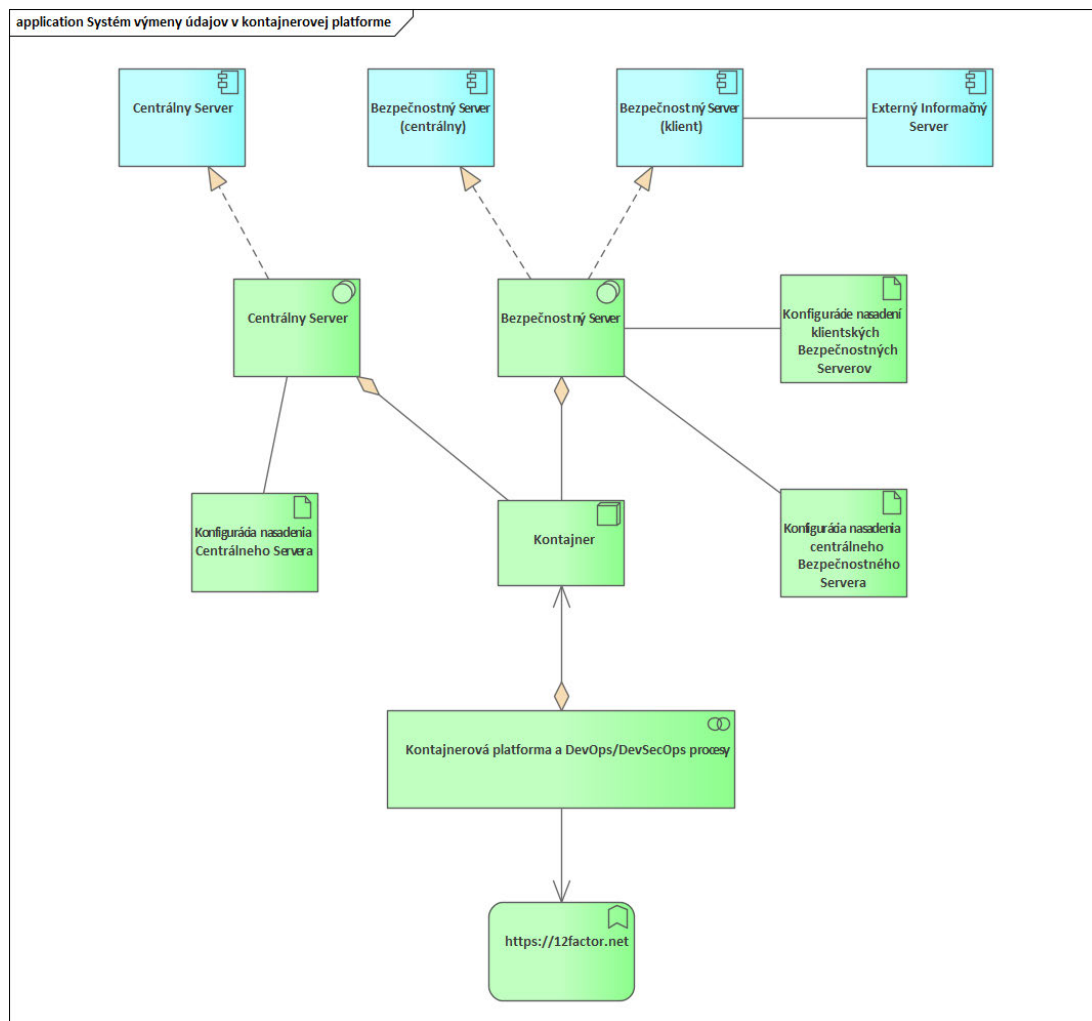 application Systém výmeny údajov v kontajnerovej platforme
Centrálny Server
Bezpečnostný Server
(centrálny)
Bezpečnostný Server
(klient)
Externý Informačný
Server
Centrálny Server
Bezpečnostný Server
Konfigurácie nasadení
klientských
Bezpečnostných
Serverov
Konfigurácia nasadenia
Centrálneho Servera
Kontajner
Konfigurácia nasadenia
centrálneho
Bezpečnostného
Servera
Kontajnerová platforma a DevOps/DevSecOps procesy
https://12factor.net